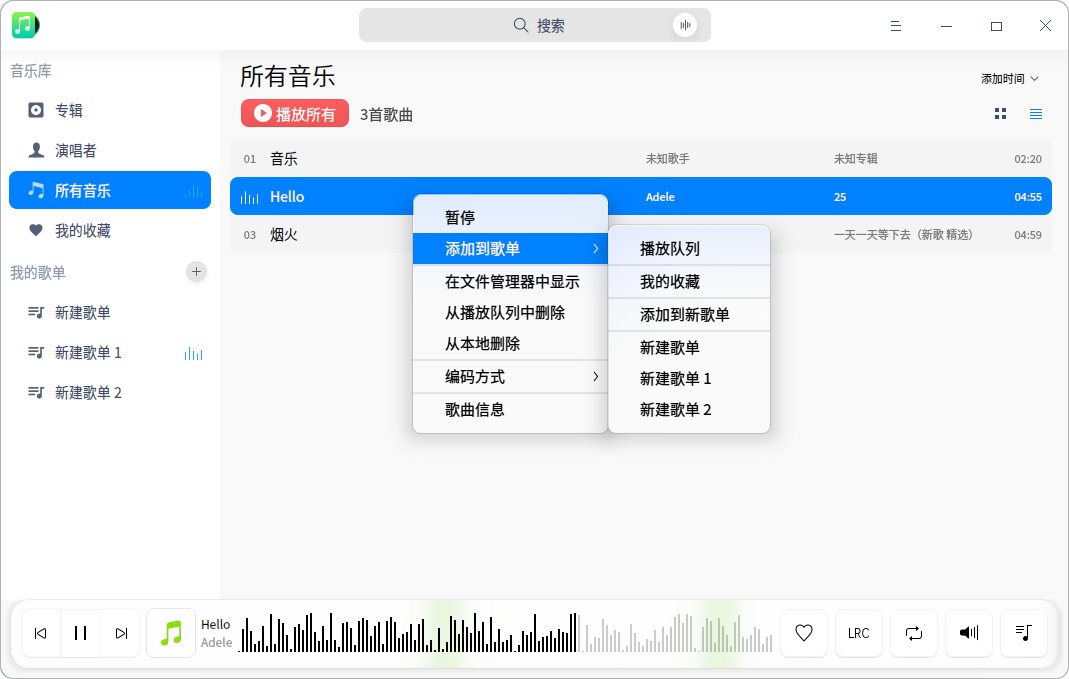 搜索
音乐库
专辑
演唱者
所有音乐
我的收藏
我的歌单
新建歌单
新建歌单 1
新建歌单 2
所有音乐
添加时间
播放所有
3首歌曲
01 音乐 未知歌手 未知专辑 02:20
Hello Adele 25 04:55
03 烟火 一天一天等下去（新歌 精选） 04:59
暂停
添加到歌单
在文件管理器中显示
从播放队列中删除
从本地删除
编码方式
歌曲信息
播放队列
我的收藏
添加到新歌单
新建歌单
新建歌单 1
新建歌单 2
Hello
Adele
LRC